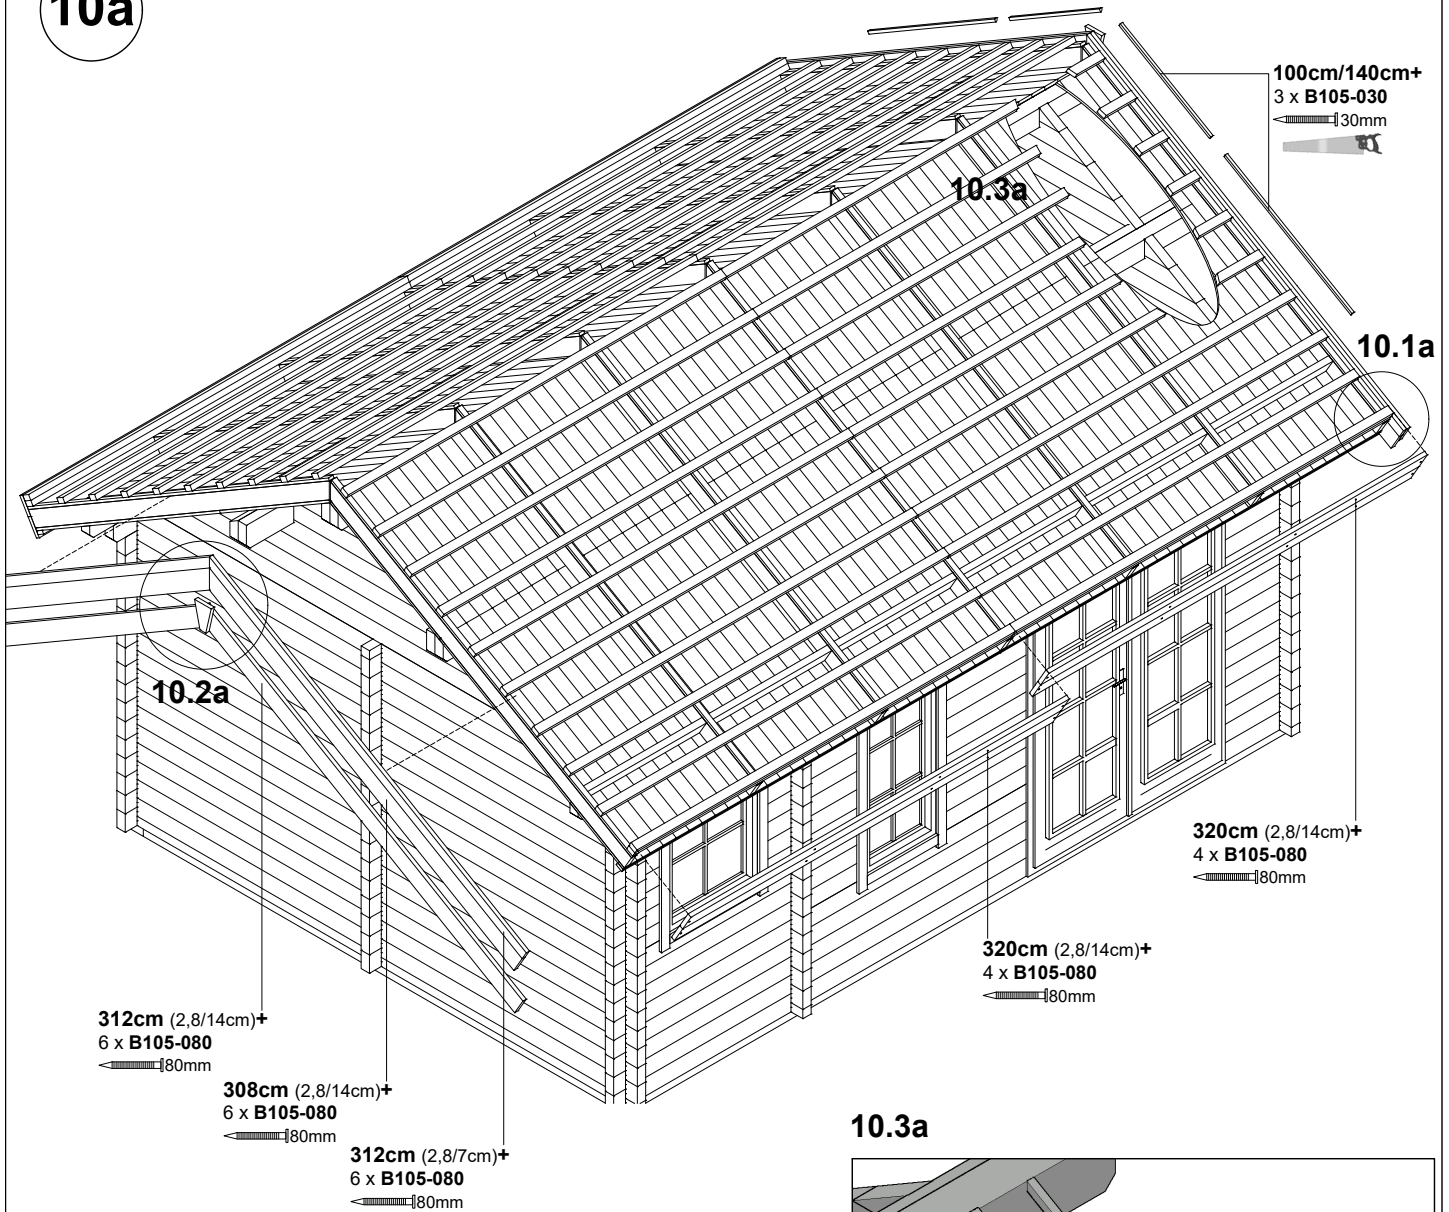 10a
100cm/140cm+
3 x B105-030
30mm
10.3a
10.1a
10.2a
320cm (2,8/14cm)+
4 x B105-080
80mm
320cm (2,8/14cm)+
4 x B105-080
80mm
312cm (2,8/14cm)+
6 x B105-080
80mm
308cm (2,8/14cm)+
6 x B105-080
80mm
312cm (2,8/7cm)+
6 x B105-080
80mm
10.3a